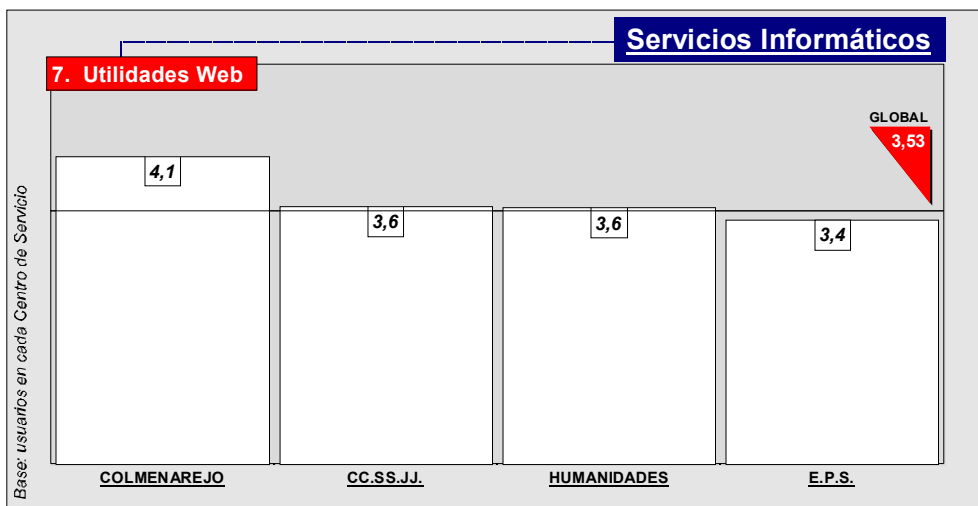 Servicios Informáticos
7. Utilidades Web
GLOBAL
3,53
4,1
3,6
3,6
3,4
Base: usuarios en cada Centro de Servicio
COLMENAREJO
CC.SS.JJ.
HUMANIDADES
E.P.S.